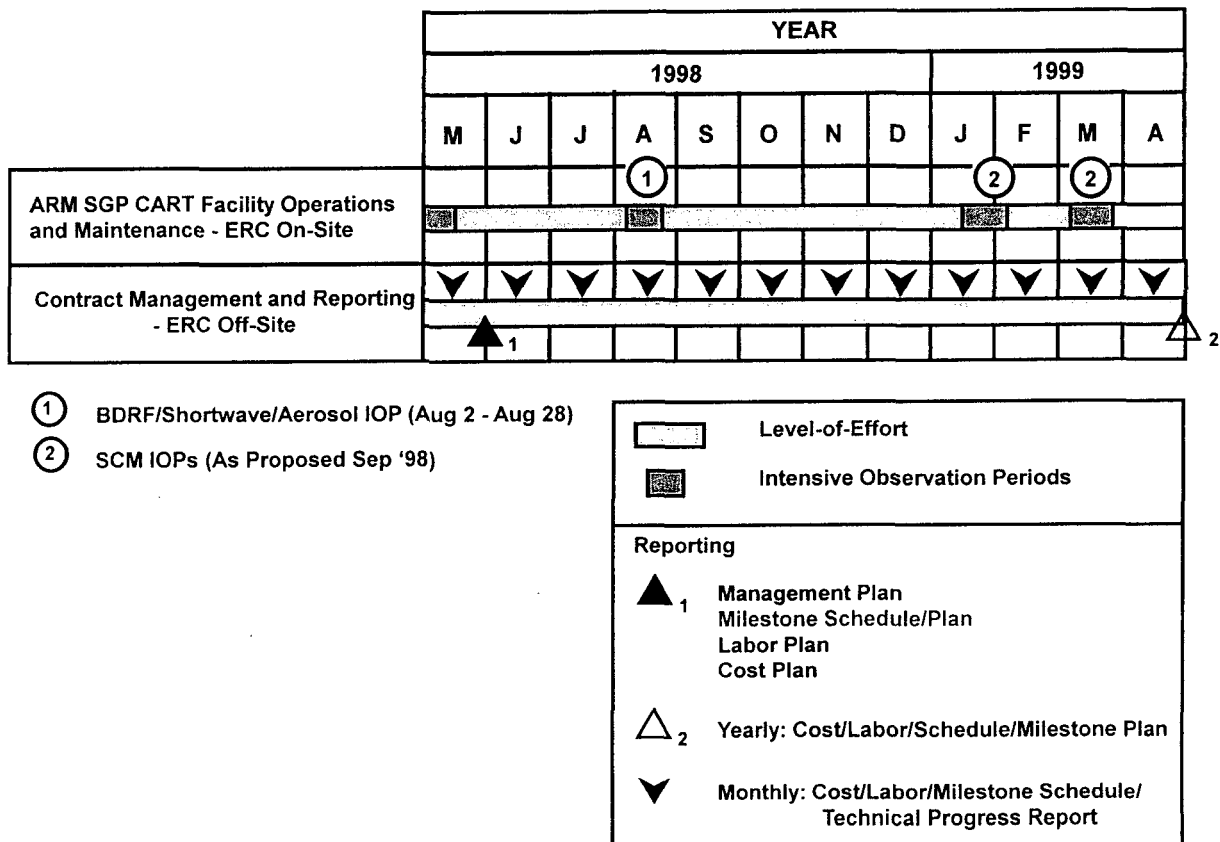 YEAR
1998 1999
M J J A S O N D J F M A
1 2 2
ARM SGP CART Facility Operations
and Maintenance - ERC On-Site
Contract Management and Reporting
- ERC Off-Site
1 2
1 BDRF/Shortwave/Aerosol IOP (Aug 2 - Aug 28)
2 SCM IOPs (As Proposed Sep '98)
Level-of-Effort
Intensive Observation Periods
Reporting
1 Management Plan
Milestone Schedule/Plan
Labor Plan
Cost Plan
2 Yearly: Cost/Labor/Schedule/Milestone Plan
Monthly: Cost/Labor/Milestone Schedule/
Technical Progress Report